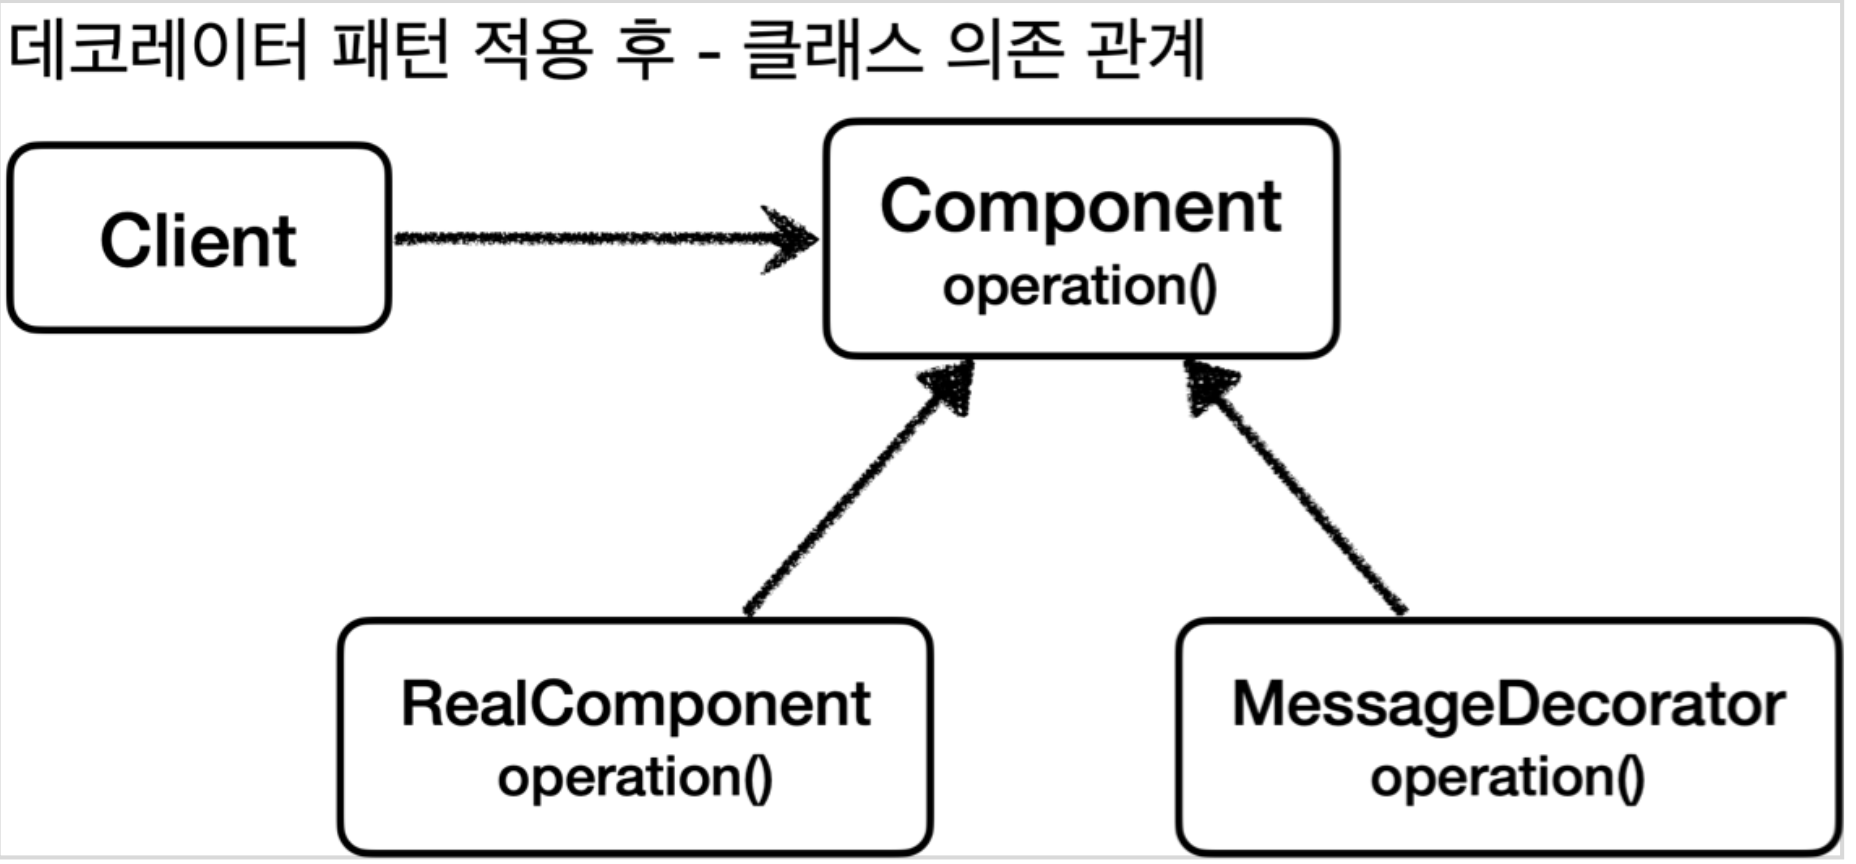 데코레이터 패턴 적용 후 - 클래스 의존 관계
Client
Component
operation()
RealComponent
operation()
MessageDecorator
operation()